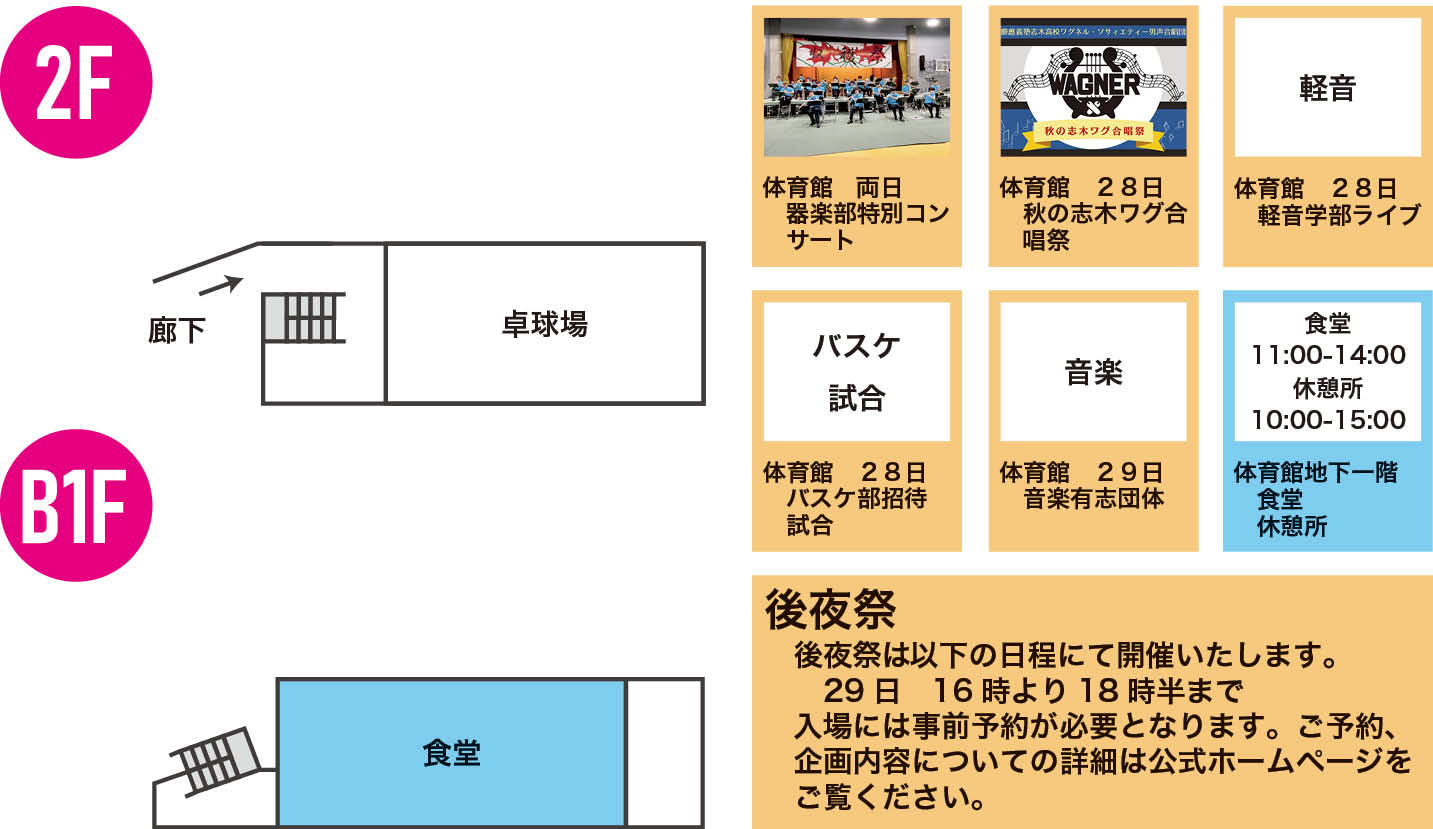 2F
廊下
卓球場
B1F
食堂
収穫祭
体育館　両日
器楽部特別コン
サート
慶應義塾志木高校ワグネル・ソサィエティー男声合唱団
WAGNER
秋の志木ワグ合唱祭
体育館　２８日
秋の志木ワグ合
唱祭
軽音
体育館　２８日
軽音学部ライブ
バスケ
試合
体育館　２８日
バスケ部招待
試合
音楽
体育館　２９日
音楽有志団体
食堂
11:00-14:00
休憩所
10:00-15:00
体育館地下一階
食堂
休憩所
後夜祭
後夜祭は以下の日程にて開催いたします。
29 日　16 時より 18 時半まで
入場には事前予約が必要となります。ご予約、
企画内容についての詳細は公式ホームページを
ご覧ください。